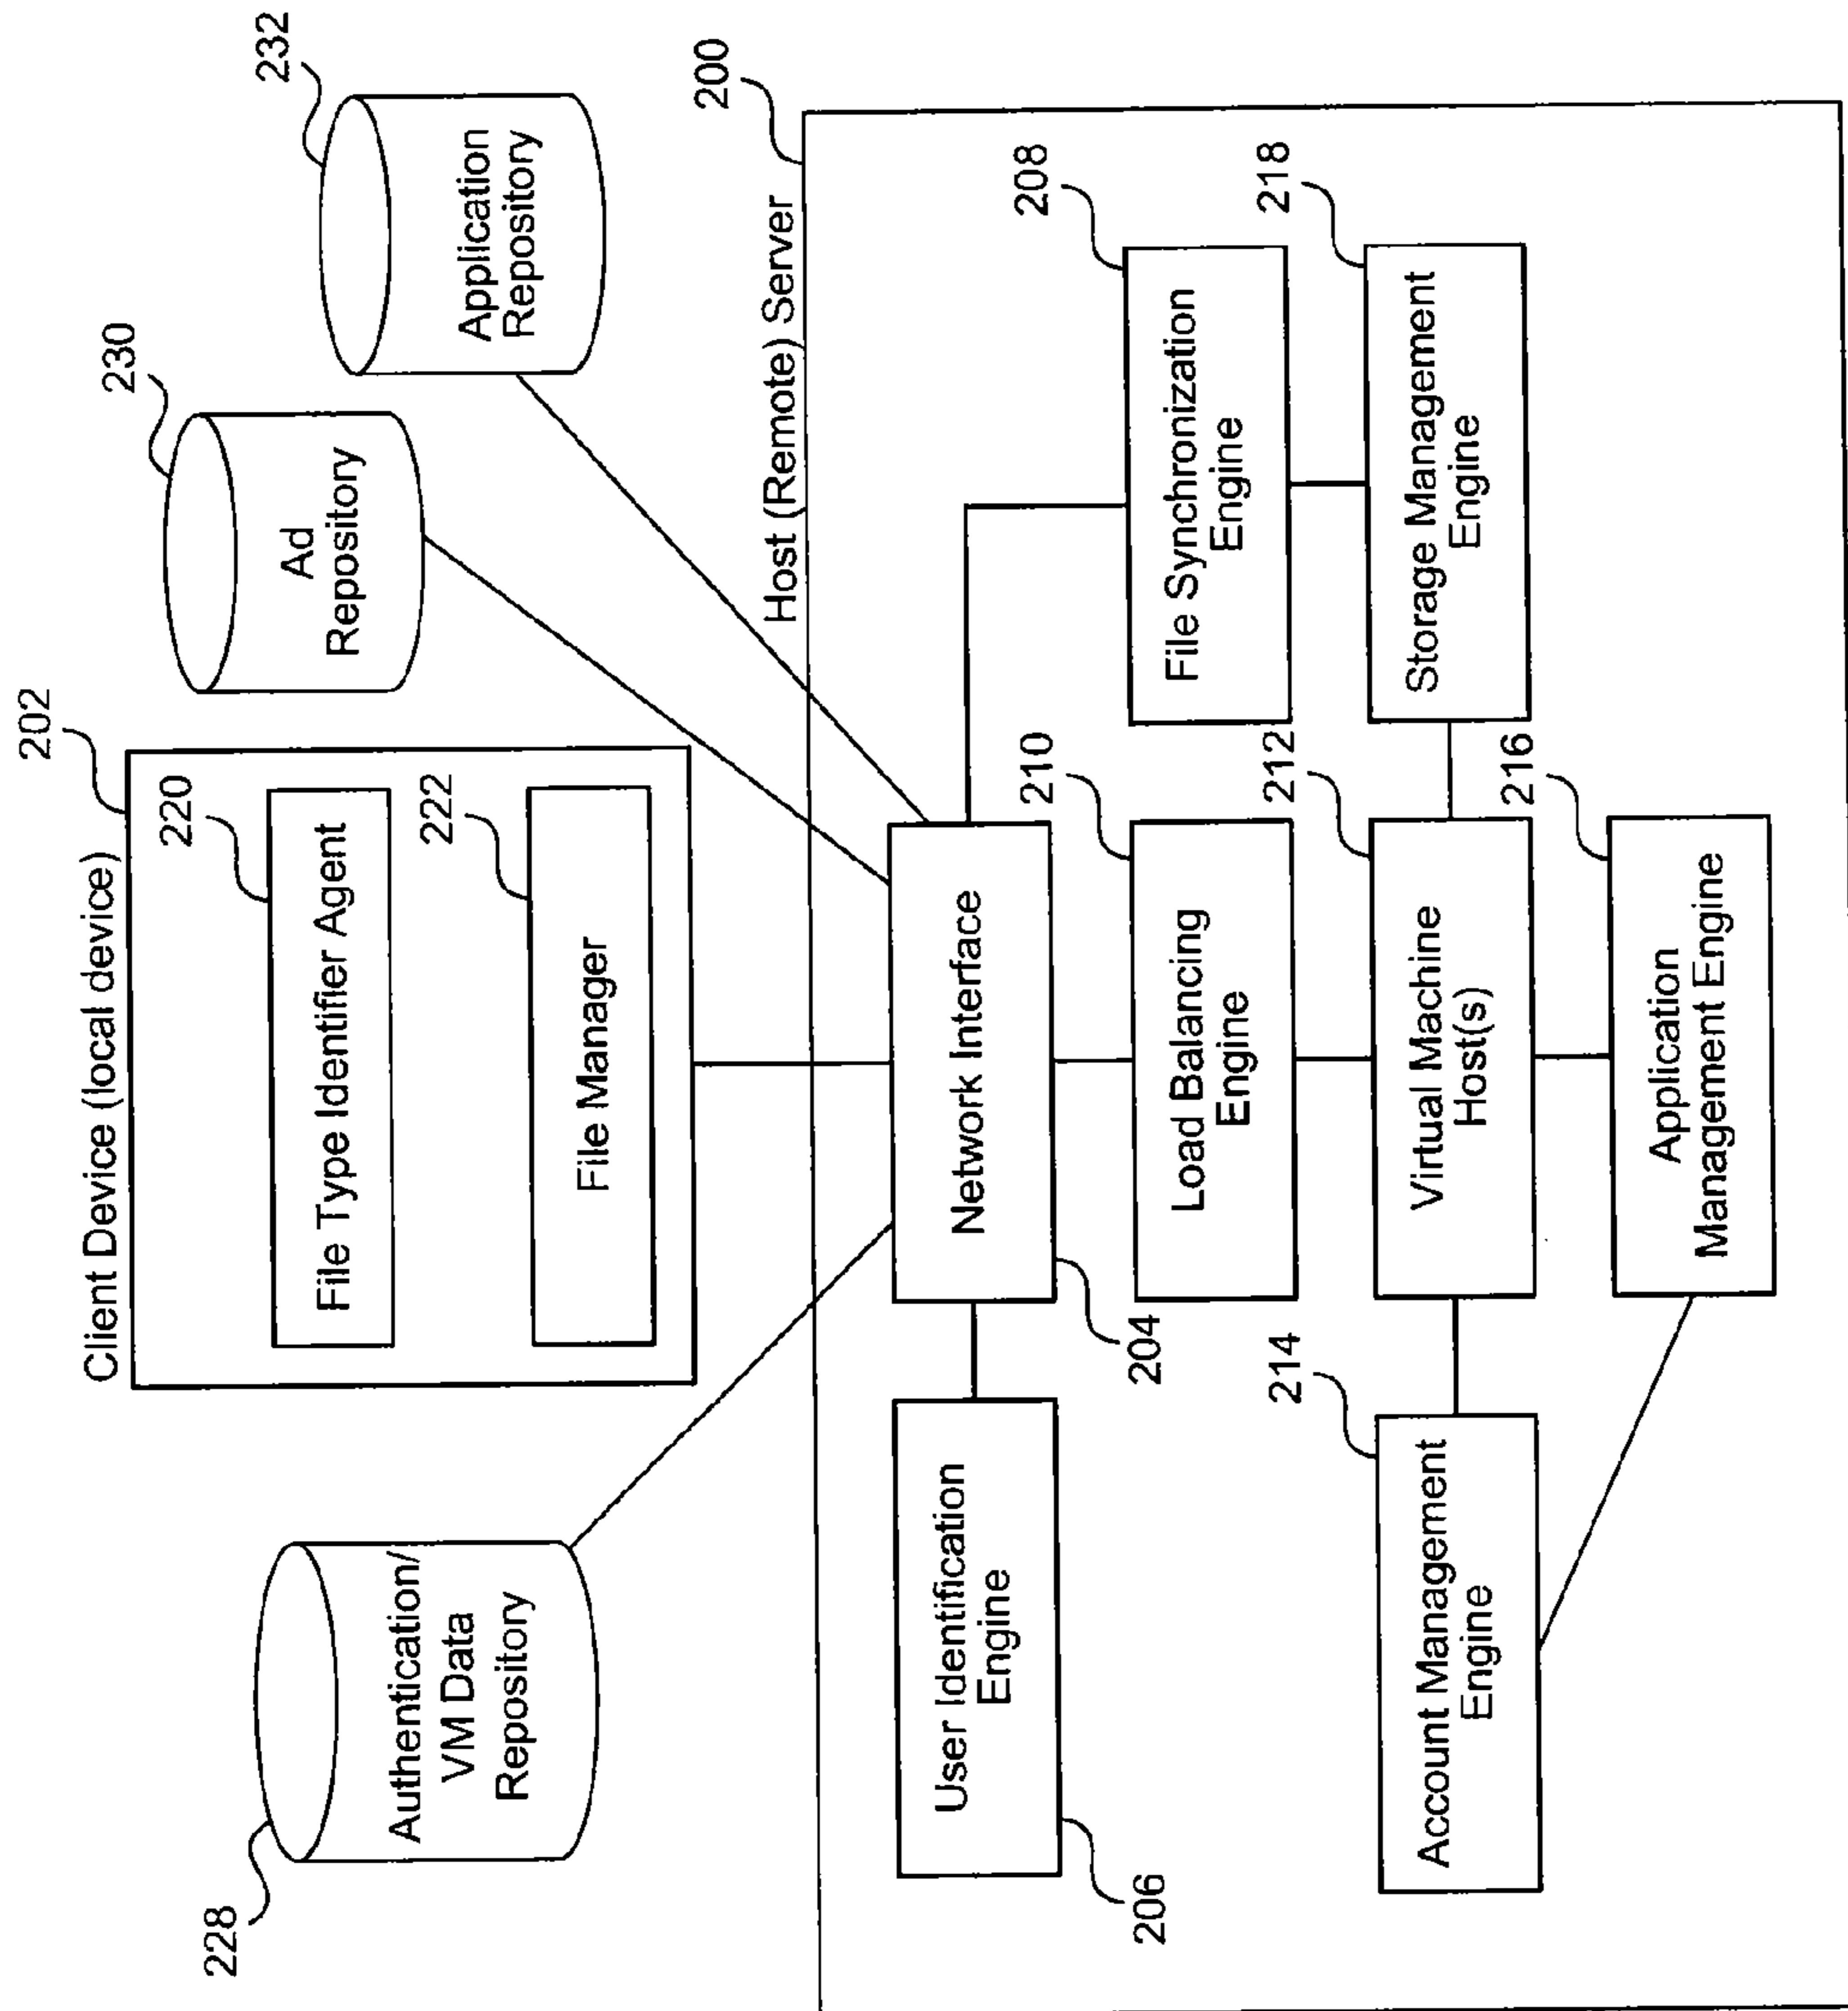 Client Device (local device)
202
220
File Type Identifier Agent
222
File Manager
228
Authentication/
VM Data
Repository
230
Ad
Repository
232
Application
Repository
Host (Remote) Server
200
Network Interface
204
User Identification
Engine
206
208
File Synchronization
Engine
210
Load Balancing
Engine
212
Virtual Machine
Host(s)
214
Account Management
Engine
216
Application
Management Engine
218
Storage Management
Engine